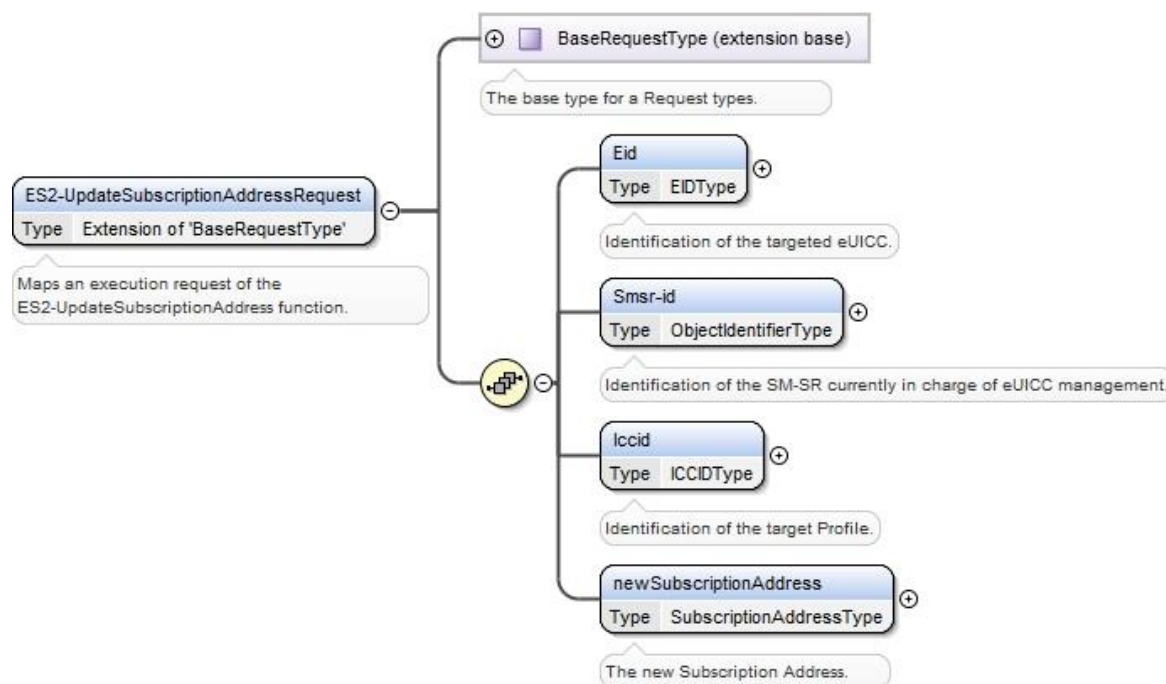 BaseRequestType (extension base)
The base type for a Request types.
ES2-UpdateSubscriptionAddressRequest
Type Extension of 'BaseRequestType'
Maps an execution request of the
ES2-UpdateSubscriptionAddress function.
Eid
Type EIDType
Identification of the targeted eUICC.
Smsr-id
Type ObjectIdentifierType
Identification of the SM-SR currently in charge of eUICC management.
Iccid
Type ICCIDType
Identification of the target Profile.
newSubscriptionAddress
Type SubscriptionAddressType
The new Subscription Address.